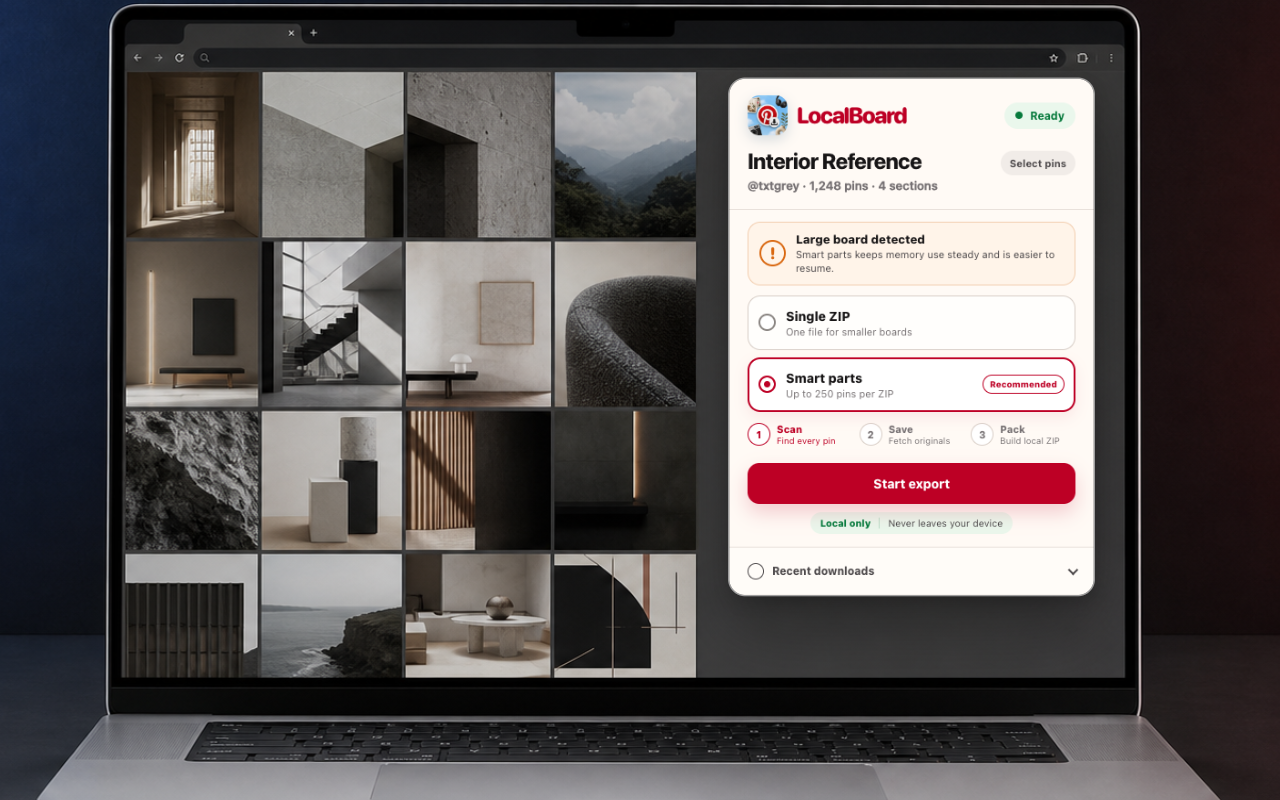 LocalBoard
Ready
Interior Reference
Select pins
@txtgrey · 1,248 pins · 4 sections
Large board detected
Smart parts keeps memory use steady and is easier to
resume.
Single ZIP
One file for smaller boards
Smart parts
Up to 250 pins per ZIP
Recommended
1
Scan
Find every pin
2
Save
Fetch originals
3
Pack
Build local ZIP
Start export
Local only
Never leaves your device
Recent downloads